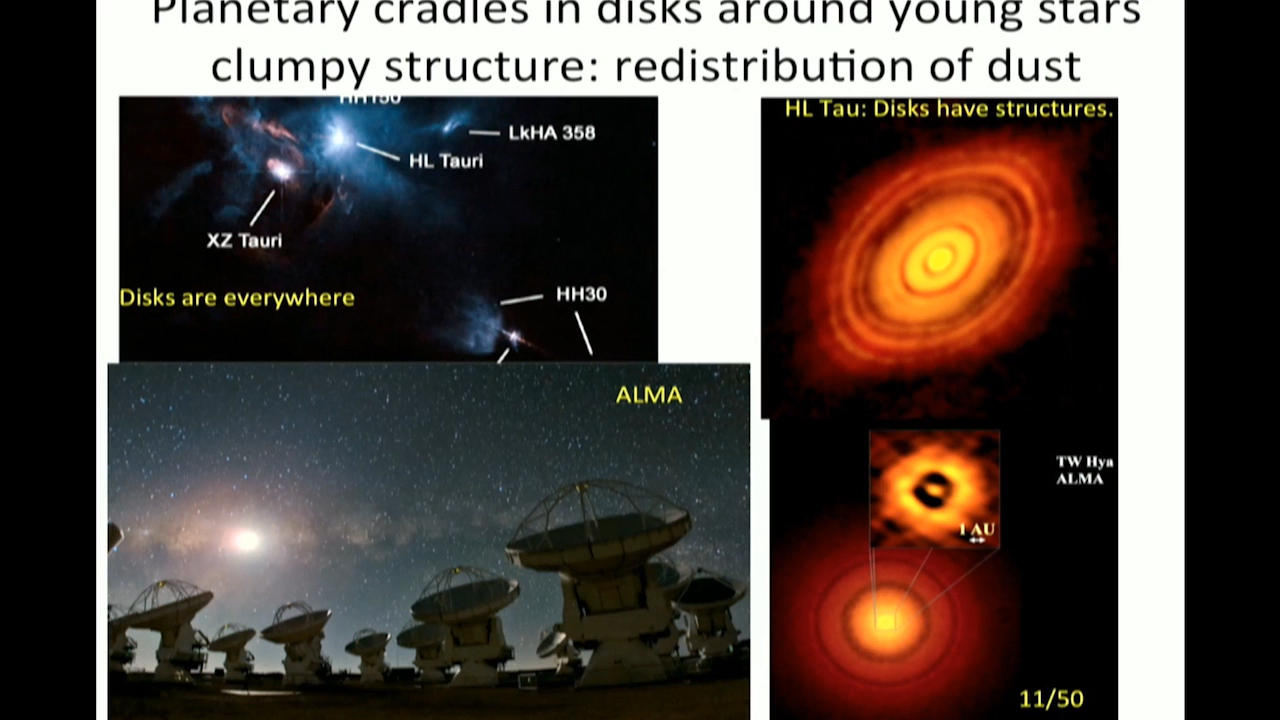 Planetary cradles in disks around young stars
clumpy structure: redistribution of dust
HH150
LkHA 358
HL Tauri
XZ Tauri
Disks are everywhere
HH30
HL Tau: Disks have structures.
ALMA
TW Hya
ALMA
1 AU
11/50